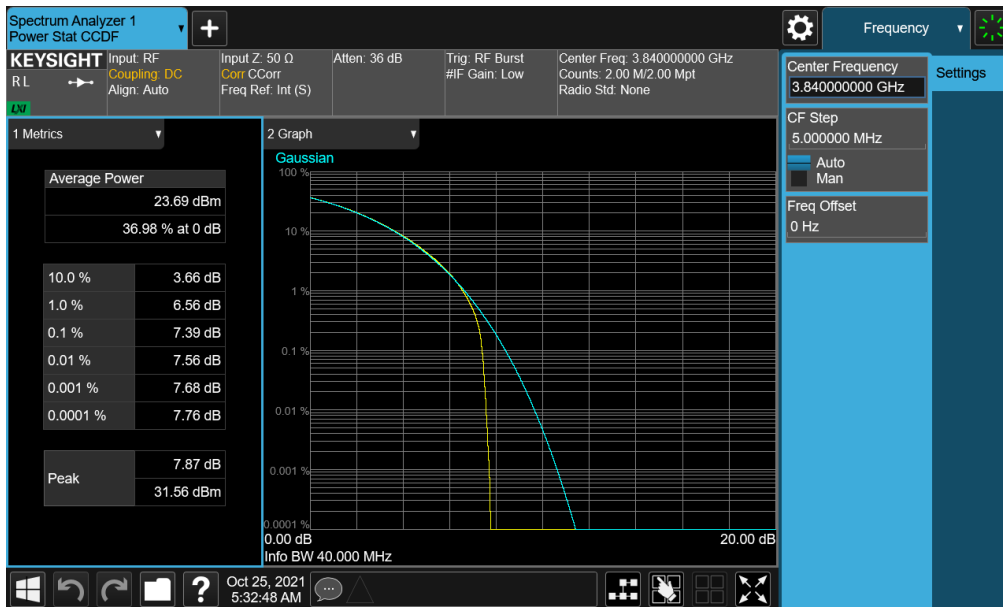 Spectrum Analyzer 1
Power Stat CCDF
+
Frequency
KEYSIGHT
R L
LXI
Input: RF
Coupling: DC
Align: Auto
Input Z: 50 Ω
Corr CCorr
Freq Ref: Int (S)
Atten: 36 dB
Trig: RF Burst
#IF Gain: Low
Center Freq: 3.840000000 GHz
Counts: 2.00 M/2.00 Mpt
Radio Std: None
Center Frequency
3.840000000 GHz
Settings
CF Step
5.000000 MHz
Auto
Man
Freq Offset
0 Hz
1 Metrics
Average Power
23.69 dBm
36.98 % at 0 dB
10.0 % 3.66 dB
1.0 % 6.56 dB
0.1 % 7.39 dB
0.01 % 7.56 dB
0.001 % 7.68 dB
0.0001 % 7.76 dB
Peak
7.87 dB
31.56 dBm
2 Graph
Gaussian
100 %
10 %
1 %
0.1 %
0.01 %
0.001 %
0.0001 %
0.00 dB 20.00 dB
Info BW 40.000 MHz
?
Oct 25, 2021
5:32:48 AM